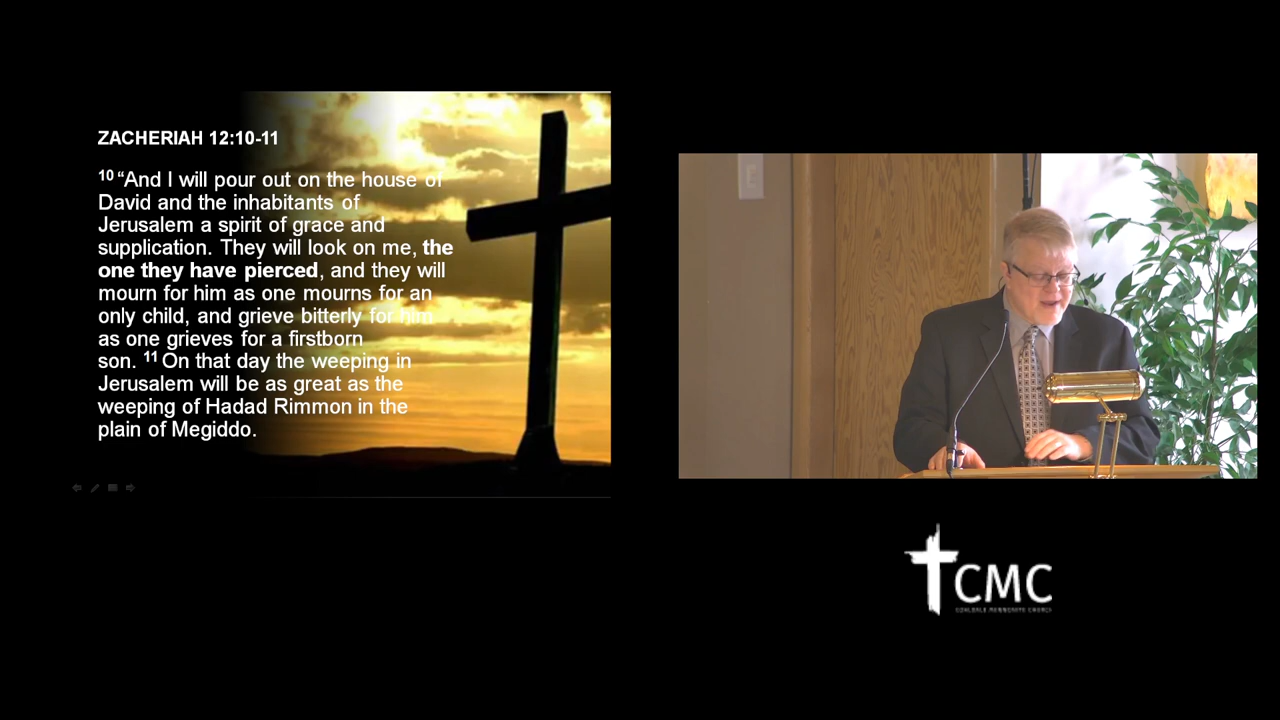 ZACHERIAH 12:10-11
10 “And I will pour out on the house of
David and the inhabitants of
Jerusalem a spirit of grace and
supplication. They will look on me, the
one they have pierced, and they will
mourn for him as one mourns for an
only child, and grieve bitterly for him
as one grieves for a firstborn
son. 11 On that day the weeping in
Jerusalem will be as great as the
weeping of Hadad Rimmon in the
plain of Megiddo.
CMC
COALDALE MENNONITE CHURCH